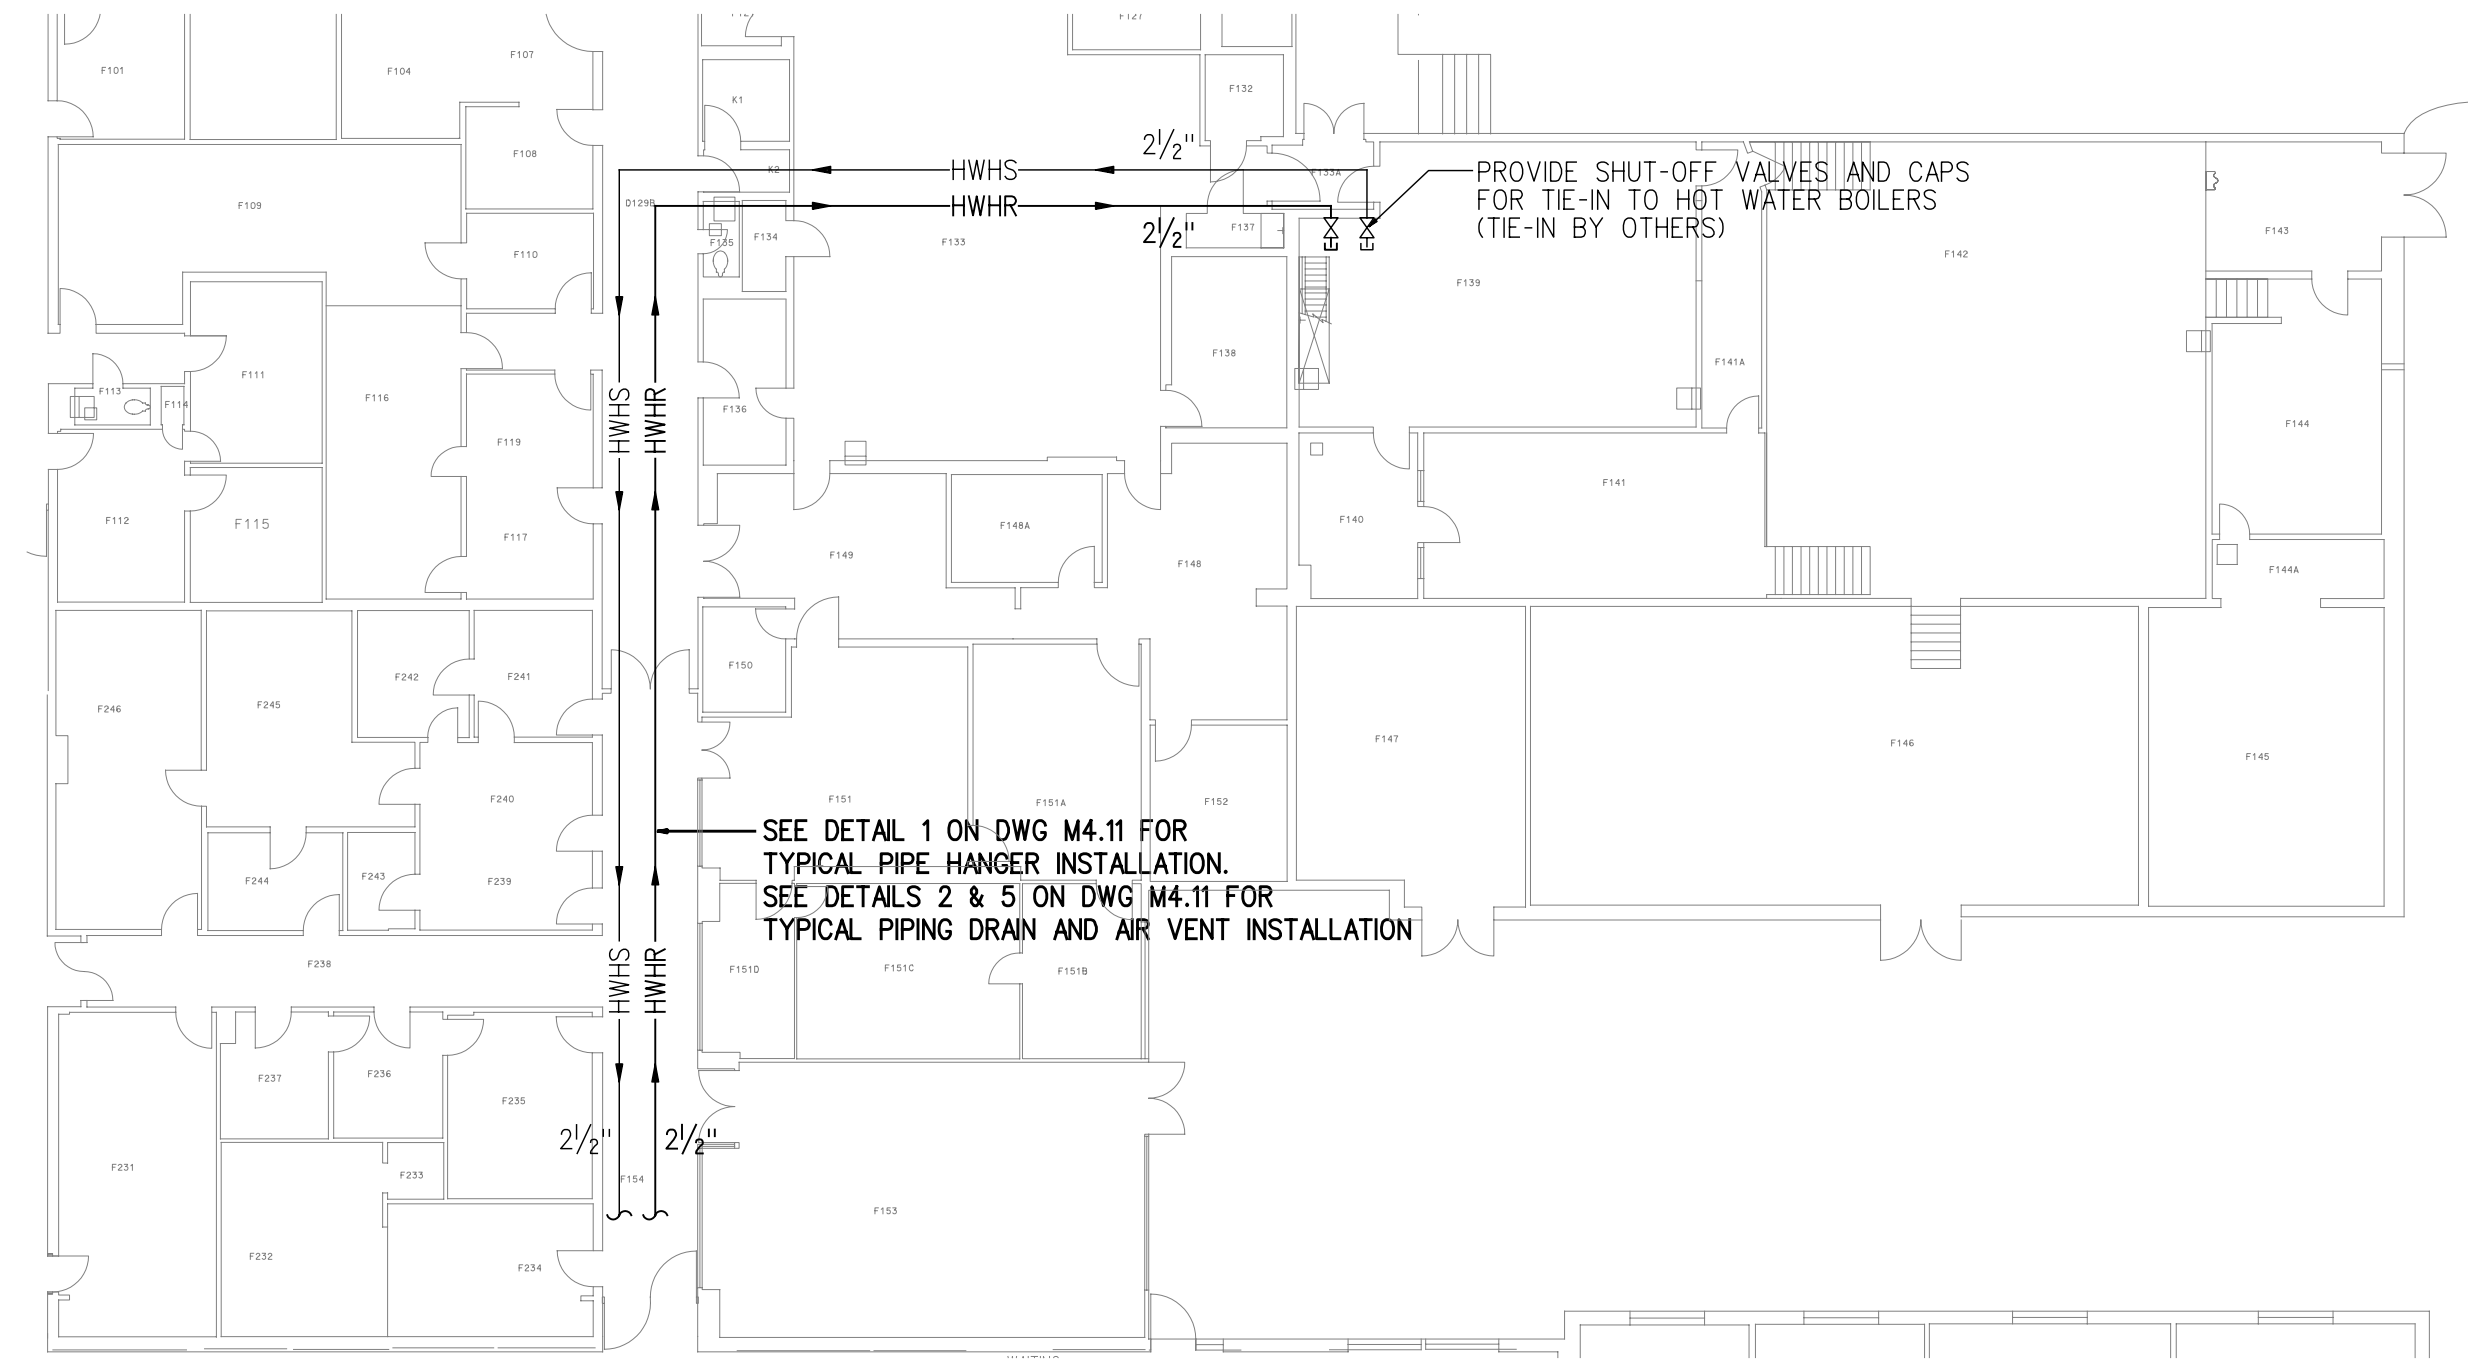 F127
F101
F104
F107
F132
K1
F108
2½"
HWHS
K2
F133A
PROVIDE SHUT-OFF VALVES AND CAPS
FOR TIE-IN TO HOT WATER BOILERS
(TIE-IN BY OTHERS)
F109
D129B
HWHR
2½"
F135
F134
F133
F137
F143
F110
F142
F139
F138
F141A
F111
F113
F114
F116
HWHS
HWHR
F136
F144
F119
F141
F112
F115
F148A
F140
F117
F149
F148
F144A
F150
F242
F241
F246
F245
F147
F146
F145
F240
F151
F151A
F152
SEE DETAIL 1 ON DWG M4.11 FOR
TYPICAL PIPE HANGER INSTALLATION.
SEE DETAILS 2 & 5 ON DWG M4.11 FOR
TYPICAL PIPING DRAIN AND AIR VENT INSTALLATION
F244
F243
F239
F238
HWHS
HWHR
F151D
F151C
F151B
F237
F236
F235
2½"
2½"
F231
F233
F154
F153
F232
F234
WAITING